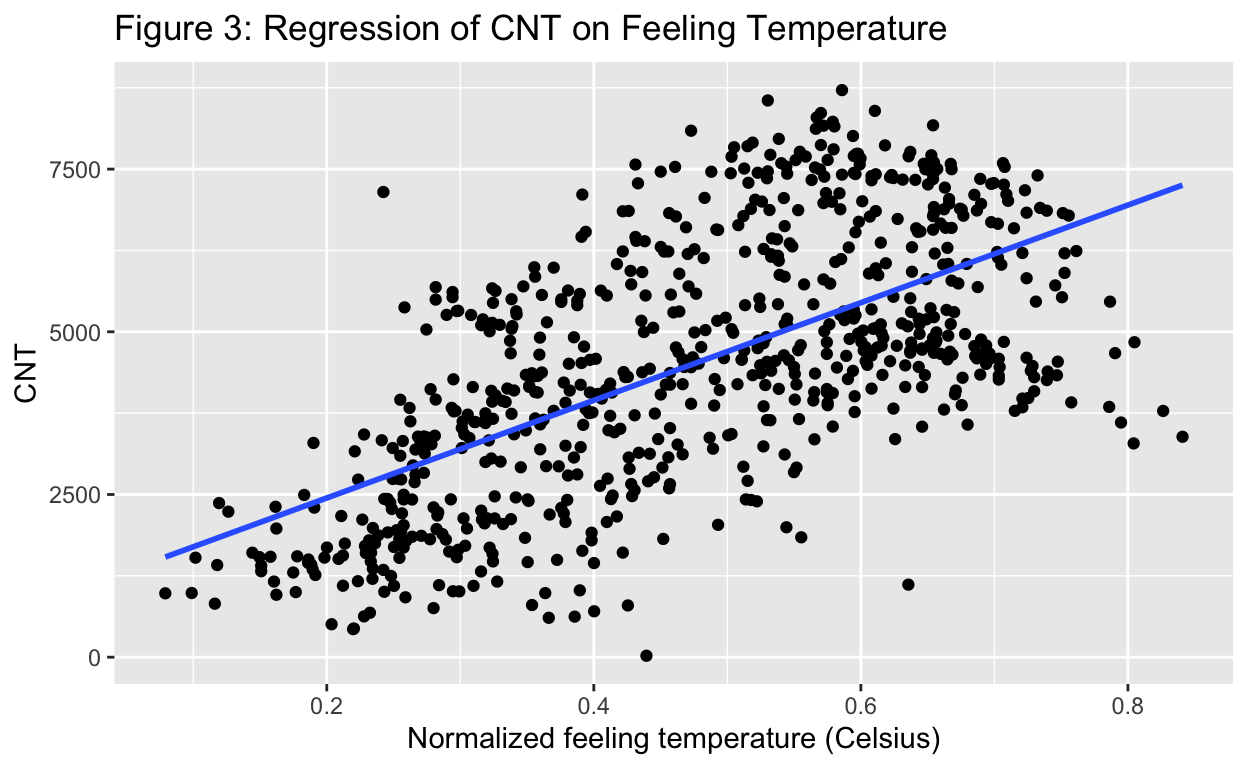 Figure 3: Regression of CNT on Feeling Temperature
CNT
7500
5000
2500
0
0.2 0.4 0.6 0.8
Normalized feeling temperature (Celsius)